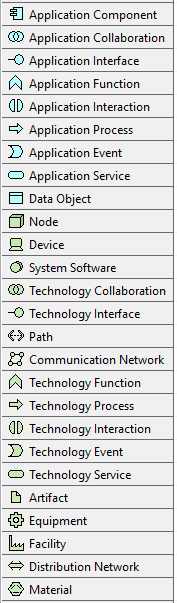 Application Component
Application Collaboration
Application Interface
Application Function
Application Interaction
Application Process
Application Event
Application Service
Data Object
Node
Device
System Software
Technology Collaboration
Technology Interface
Path
Communication Network
Technology Function
Technology Process
Technology Interaction
Technology Event
Technology Service
Artifact
Equipment
Facility
Distribution Network
Material